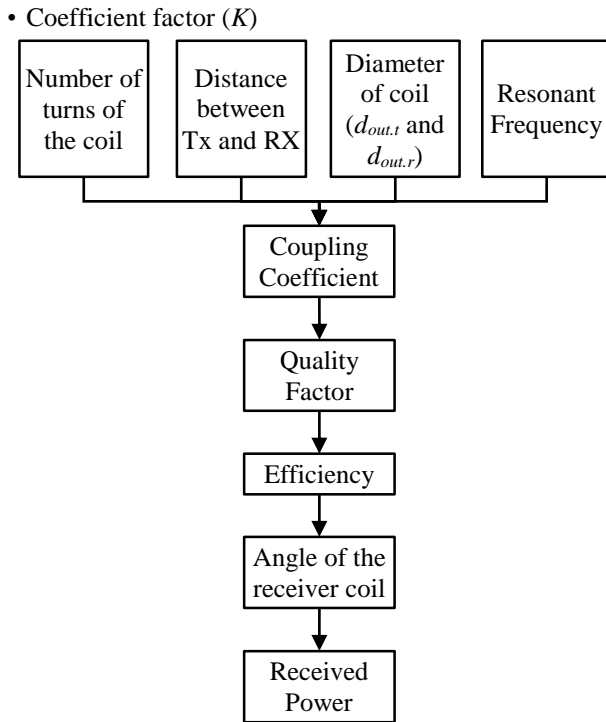 • Coefficient factor (K)
Number of
turns of
the coil
Distance
between
Tx and RX
Diameter
of coil
(dout.t and
dout.r)
Resonant
Frequency
Coupling
Coefficient
Quality
Factor
Efficiency
Angle of the
receiver coil
Received
Power